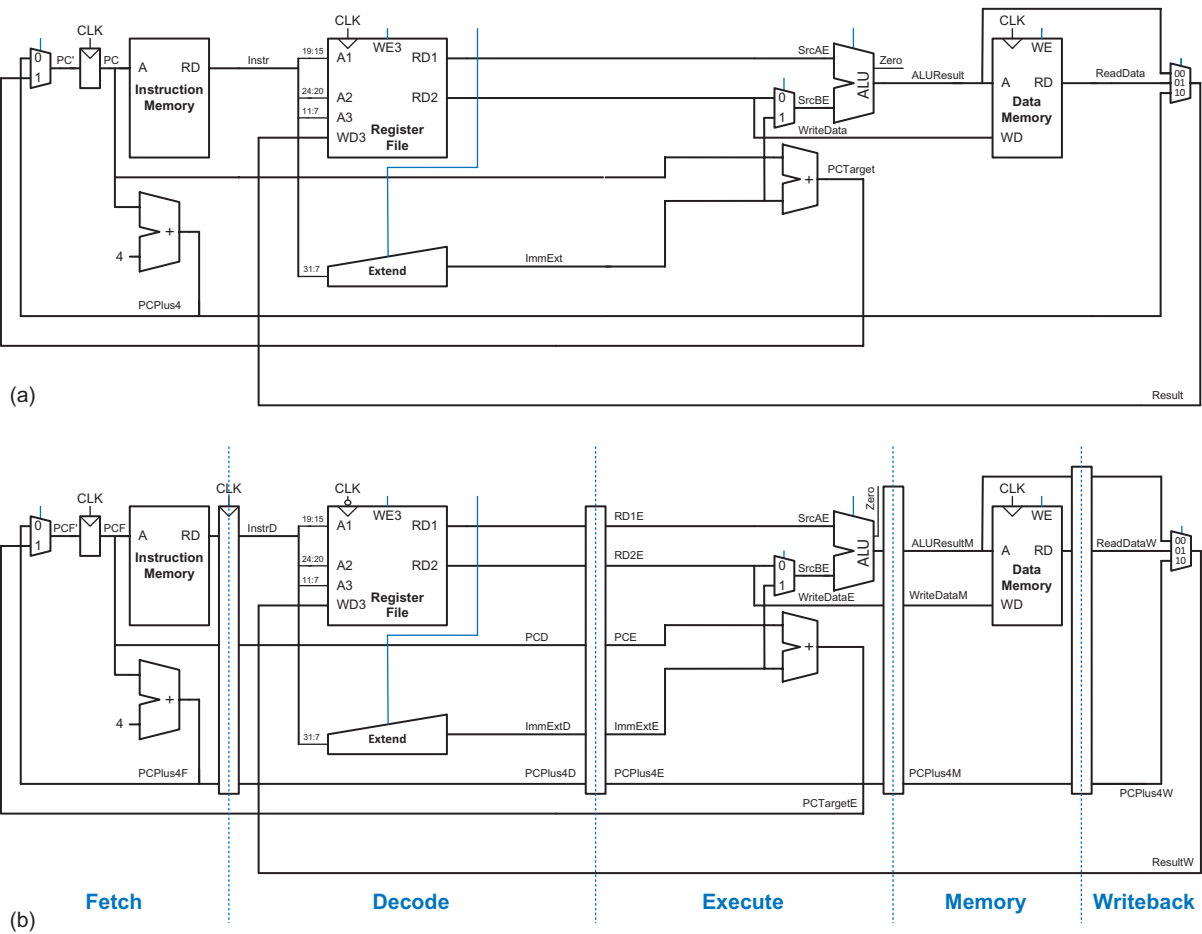 CLK
CLK
CLK
0
1
PC'
PC
A
RD
Instruction
Memory
Instr
19:15
24:20
11:7
A1
A2
A3
WD3
WE3
RD1
RD2
Register
File
SrcAE
Zero
ALU
0
1
SrcBE
WriteData
ALUResult
A
RD
WE
Data
Memory
WD
ReadData
00
01
10
+
PCTarget
+
4
31:7
Extend
ImmExt
PCPlus4
Result
(a)
CLK
CLK
CLK
CLK
0
1
PCF'
PCF
A
RD
Instruction
Memory
InstrD
19:15
24:20
11:7
A1
A2
A3
WD3
WE3
RD1
RD2
Register
File
RD1E
RD2E
SrcAE
Zero
ALU
0
1
SrcBE
WriteDataE
ALUResultM
WriteDataM
A
RD
WE
Data
Memory
WD
ReadDataW
00
01
10
PCD
PCE
+
+
4
31:7
Extend
ImmExtD
ImmExtE
PCPlus4F
PCPlus4D
PCPlus4E
PCPlus4M
PCPlus4W
PCTargetE
ResultW
Fetch
Decode
Execute
Memory
Writeback
(b)